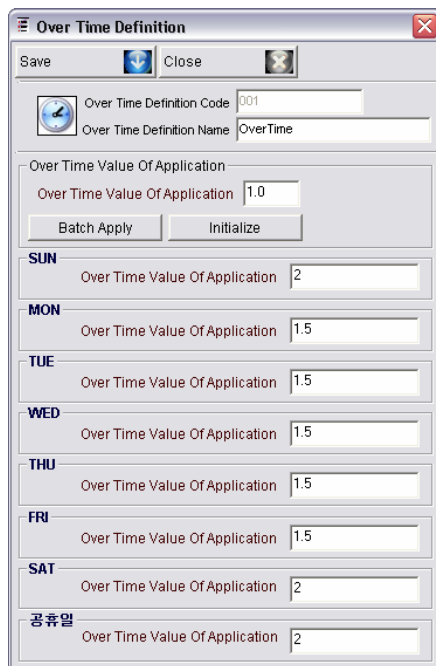 Over Time Definition
Save Close
Over Time Definition Code 001
Over Time Definition Name OverTime
Over Time Value Of Application
Over Time Value Of Application 1.0
Batch Apply Initialize
SUN
Over Time Value Of Application 2
MON
Over Time Value Of Application 1.5
TUE
Over Time Value Of Application 1.5
WED
Over Time Value Of Application 1.5
THU
Over Time Value Of Application 1.5
FRI
Over Time Value Of Application 1.5
SAT
Over Time Value Of Application 2
공휴일
Over Time Value Of Application 2